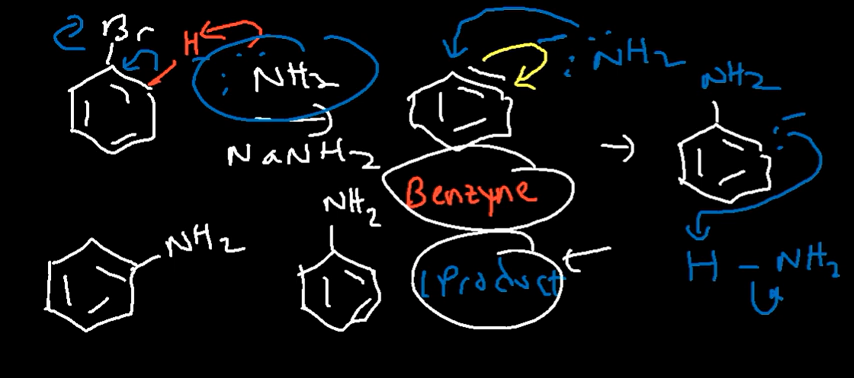 Br
H
NH2
NH2
NH2
NaNH2
Benzyne
NH2
NH2
1 Product
H - NH2